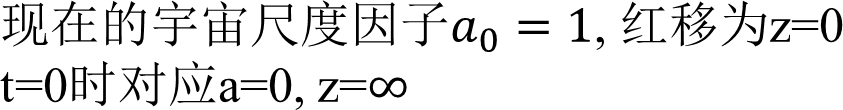 现在的宇宙尺度因子a₀ = 1, 红移为z=0
t=0时对应a=0, z=∞